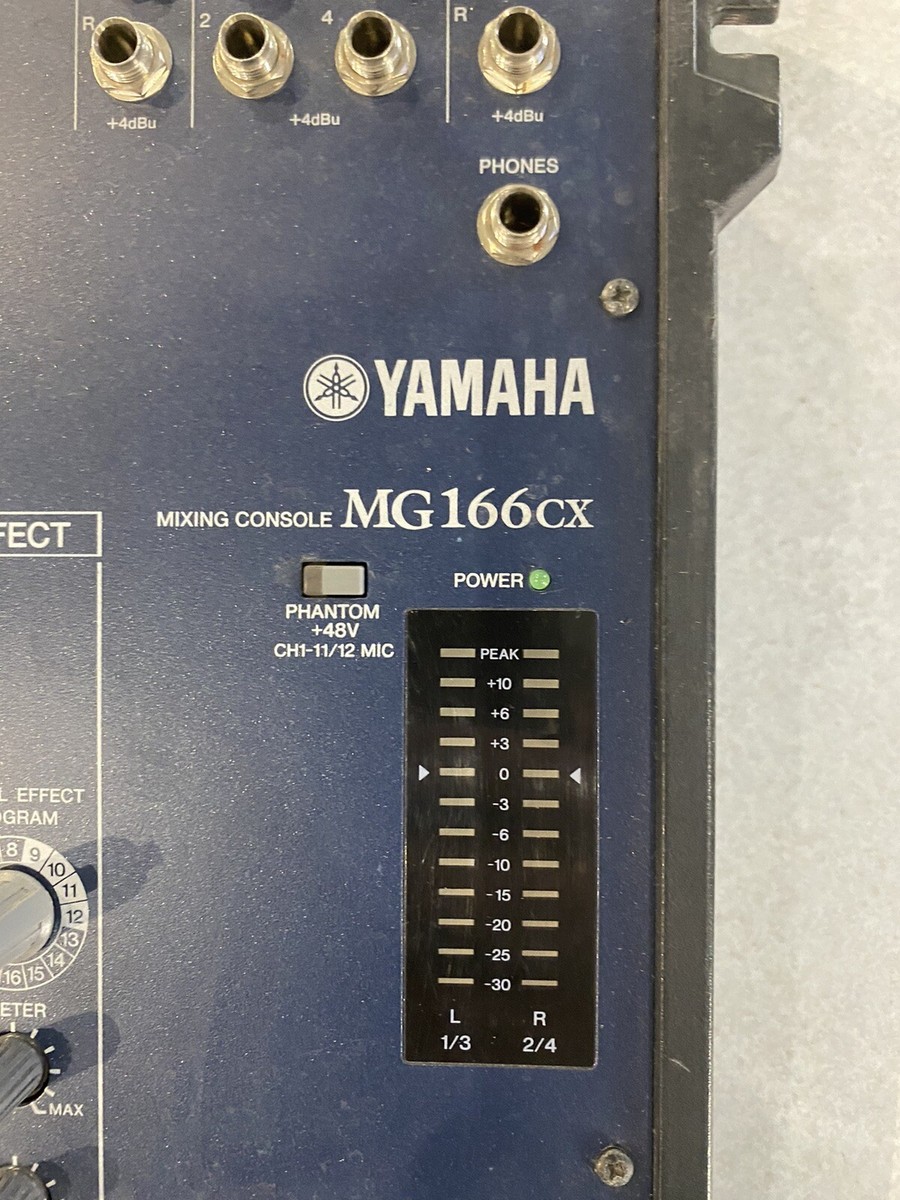 R 2 4 R
+4dBu +4dBu +4dBu
PHONES
YAMAHA
MIXING CONSOLE MG166CX
FECT
POWER
PHANTOM
+48V
CH1-11/12 MIC
PEAK
+10
+6
+3
0
-3
-6
-10
-15
-20
-25
-30
L R
1/3 2/4
L EFFECT
OGRAM
8 9 10 11 12 13 14 15 16
ETER
MAX